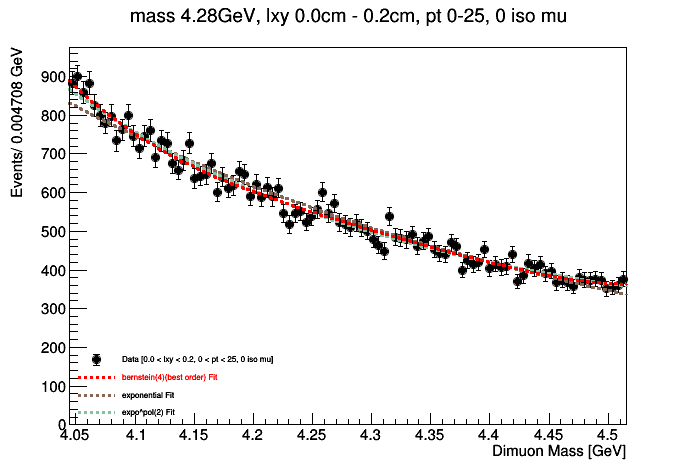 mass 4.28GeV, lxy 0.0cm - 0.2cm, pt 0-25, 0 iso mu
Events/ 0.004708 GeV
900
800
700
600
500
400
300
200
100
0
Data [0.0 < lxy < 0.2, 0 < pt < 25, 0 iso mu]
bernstein(4)(best order) Fit
exponential Fit
expo*pol(2) Fit
4.05 4.1 4.15 4.2 4.25 4.3 4.35 4.4 4.45 4.5
Dimuon Mass [GeV]